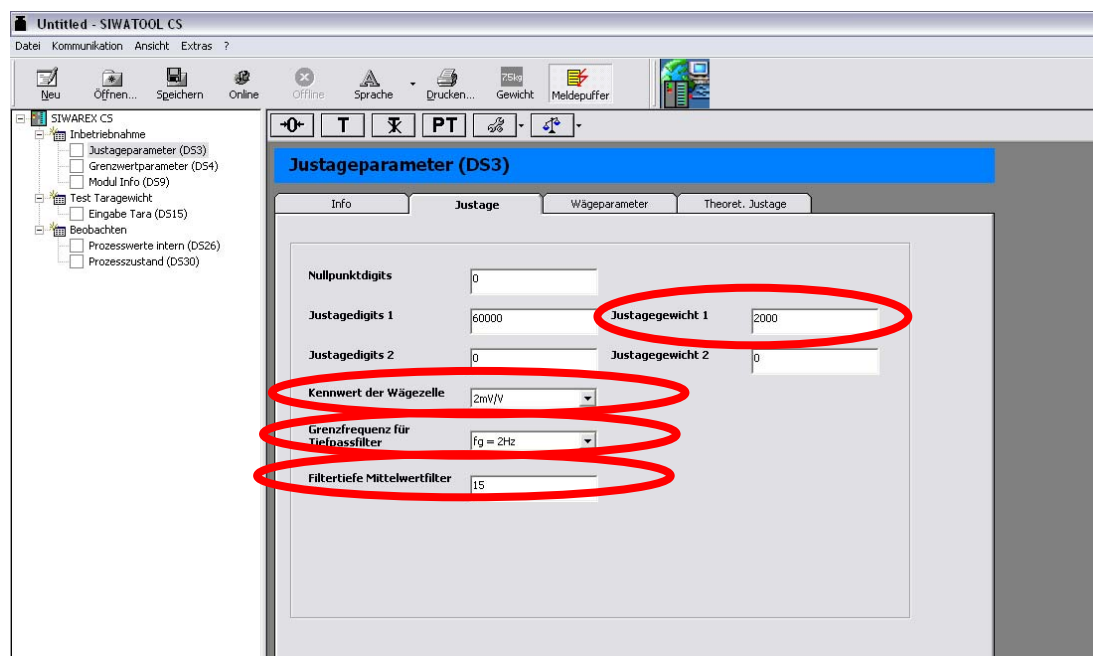 Untitled - SIWATOOL CS
Datei Kommunikation Ansicht Extras ?
Neu Öffnen... Speichern Online Offline Sprache Drucken... Gewicht Meldepuffer
75kg
SIWAREX CS
Inbetriebnahme
Justageparameter (DS3)
Grenzwertparameter (DS4)
Modul Info (DS9)
Test Taragewicht
Eingabe Tara (DS15)
Beobachten
Prozesswerte intern (DS26)
Prozesszustand (DS30)
→0← T T PT
Justageparameter (DS3)
Info Justage Wägeparameter Theoret. Justage
Nullpunktdigits 0
Justagedigits 1 60000 Justagegewicht 1 2000
Justagedigits 2 0 Justagegewicht 2 0
Kennwert der Wägezelle 2mV/V
Grenzfrequenz für
Tiefpassfilter fg = 2Hz
Filtertiefe Mittelwertfilter 15